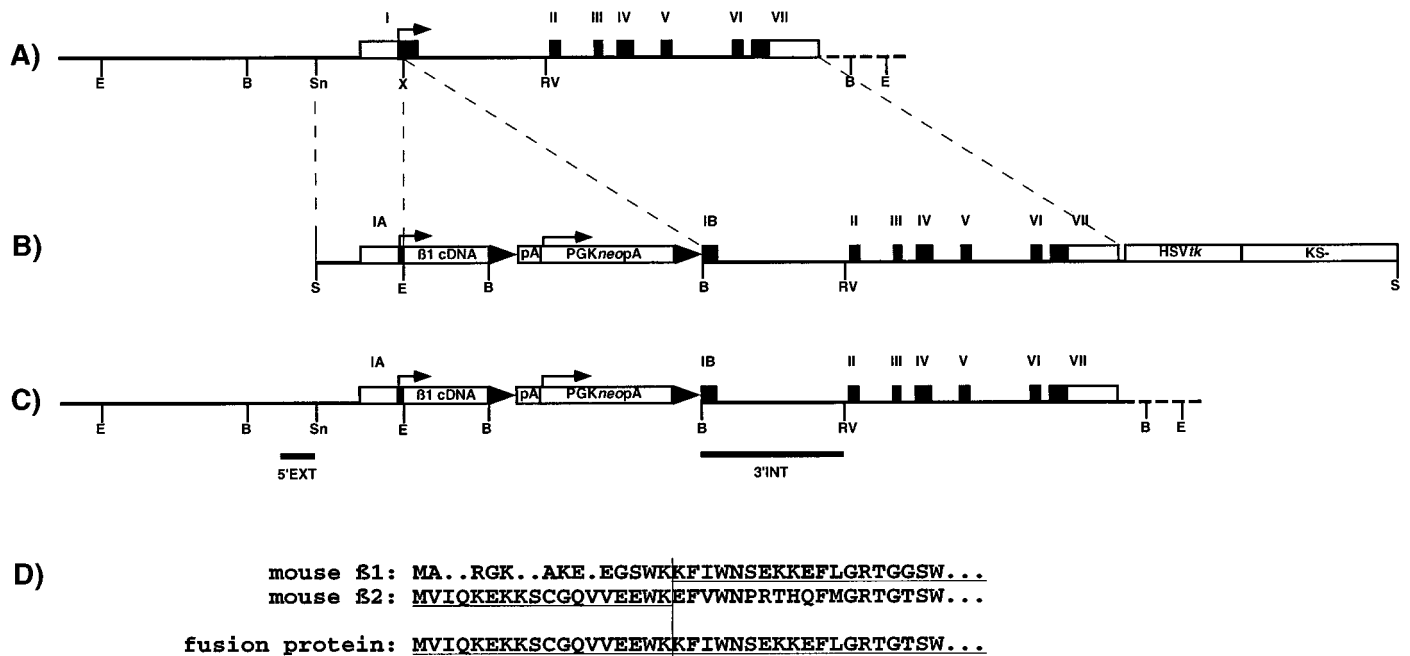 I II III IV V VI VII
A)
E B Sn X RV B E
IA IB II III IV V VI VII
B)
ß1 cDNA pA PGKneopA HSVtk KS-
S E B B RV S
IA IB II III IV V VI VII
C)
ß1 cDNA pA PGKneopA
E B Sn E B B RV B E
5'EXT 3'INT
D)
mouse ß1: MA..RGK..AKE.EGSWKKFIWNSEKKEFLGRTGGSW...
mouse ß2: MVIQKEKKSCGQVVEEWKEFVWNPRTHQFMGRTGTSW...
fusion protein: MVIQKEKKSCGQVVEEWKKFIWNSEKKEFLGRTGTSW...